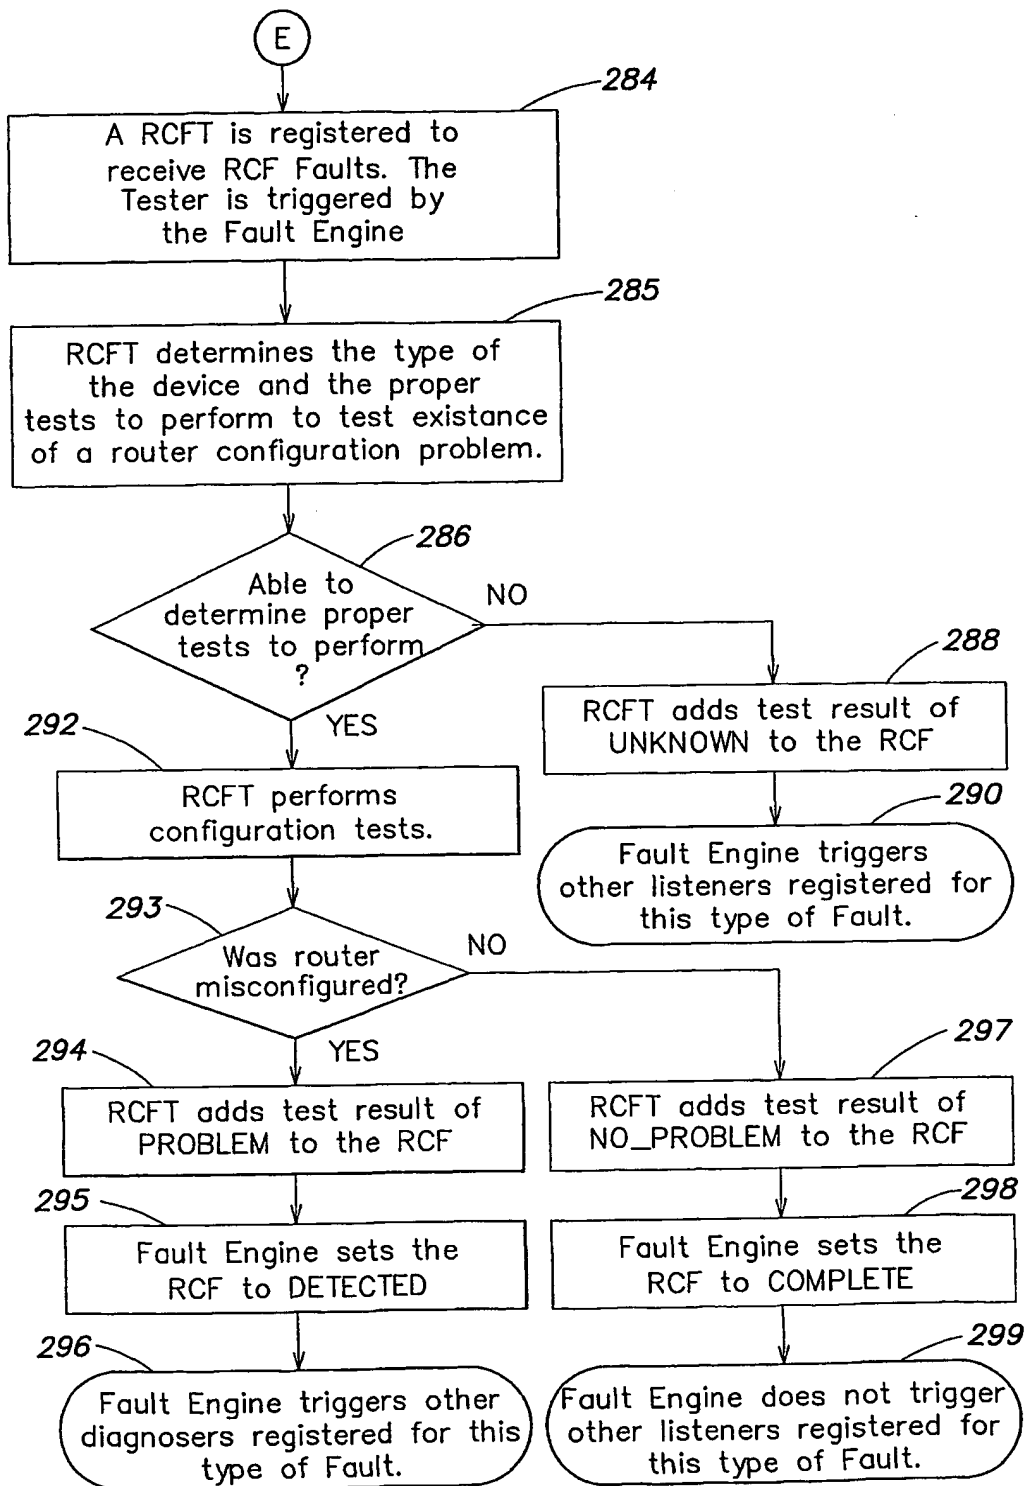 E
284
A RCFT is registered to
receive RCF Faults. The
Tester is triggered by
the Fault Engine
285
RCFT determines the type of
the device and the proper
tests to perform to test existance
of a router configuration problem.
286
Able to
determine proper
tests to perform
?
NO
YES
288
RCFT adds test result of
UNKNOWN to the RCF
290
Fault Engine triggers
other listeners registered for
this type of Fault.
292
RCFT performs
configuration tests.
293
Was router
misconfigured?
NO
YES
294
RCFT adds test result of
PROBLEM to the RCF
295
Fault Engine sets the
RCF to DETECTED
296
Fault Engine triggers other
diagnosers registered for this
type of Fault.
297
RCFT adds test result of
NO_PROBLEM to the RCF
298
Fault Engine sets the
RCF to COMPLETE
299
Fault Engine does not trigger
other listeners registered for
this type of Fault.